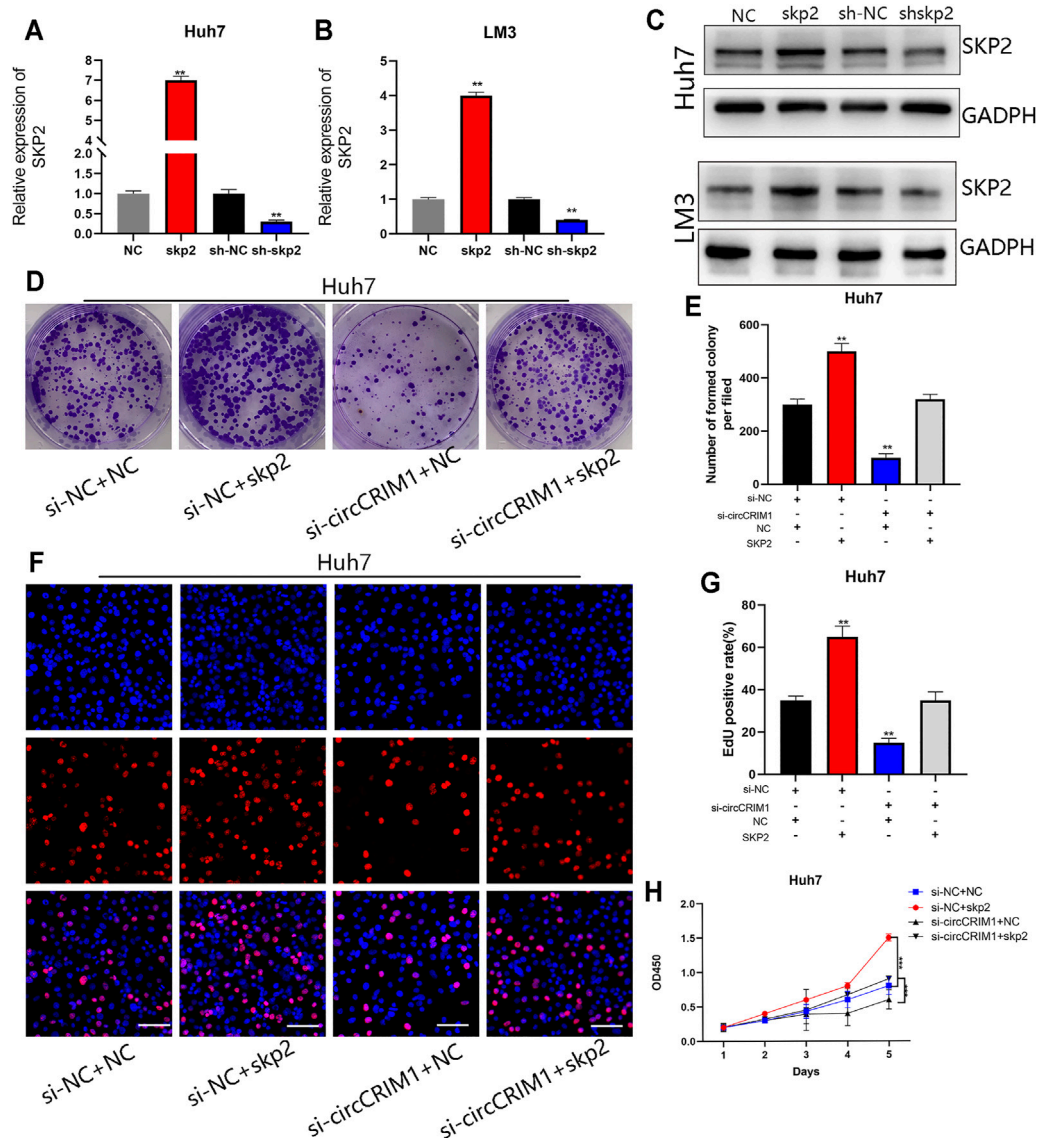 A
Huh7
Relative expression of
SKP2
7
6
5
4
2.0
1.5
1.0
0.5
0.0
**
**
NC skp2 sh-NC sh-skp2
B
LM3
Relative expression of
SKP2
5
4
3
2
1
0
**
**
NC skp2 sh-NC sh-skp2
C
NC skp2 sh-NC shskp2
Huh7
SKP2
GADPH
LM3
SKP2
GADPH
D
Huh7
si-NC+NC
si-NC+skp2
si-circCRIM1+NC
si-circCRIM1+skp2
E
Huh7
Number of formed colony
per filed
600
400
200
0
**
**
si-NC + + - -
si-circCRIM1 - - + +
NC + - + -
SKP2 - + - +
F
Huh7
si-NC+NC
si-NC+skp2
si-circCRIM1+NC
si-circCRIM1+skp2
G
Huh7
EdU positive rate(%)
80
60
40
20
0
**
**
si-NC + + - -
si-circCRIM1 - - + +
NC + - + -
SKP2 - + - +
H
Huh7
OD450
2.0
1.5
1.0
0.5
0.0
1 2 3 4 5
Days
si-NC+NC
si-NC+skp2
si-circCRIM1+NC
si-circCRIM1+skp2
***
***